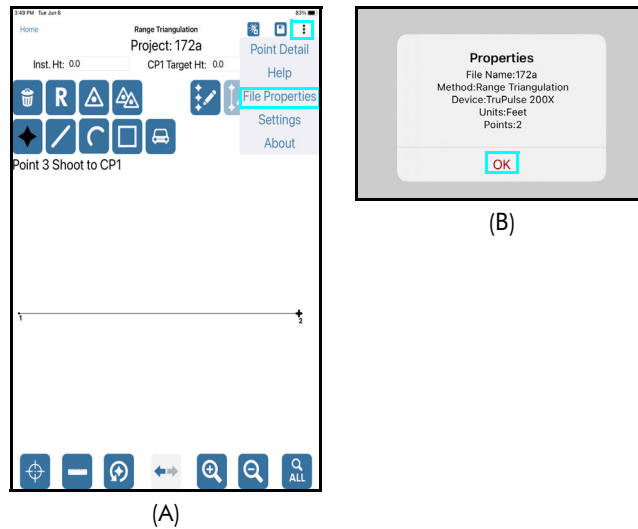 3:49 PM Tue Jun 6
83%
Home
Range Triangulation
Project: 172a
Inst. Ht: 0.0
CP1 Target Ht: 0.0
Point Detail
Help
File Properties
Settings
About
R
Point 3 Shoot to CP1
1
2
ALL
(A)
Properties
File Name:172a
Method:Range Triangulation
Device:TruPulse 200X
Units:Feet
Points:2
OK
(B)